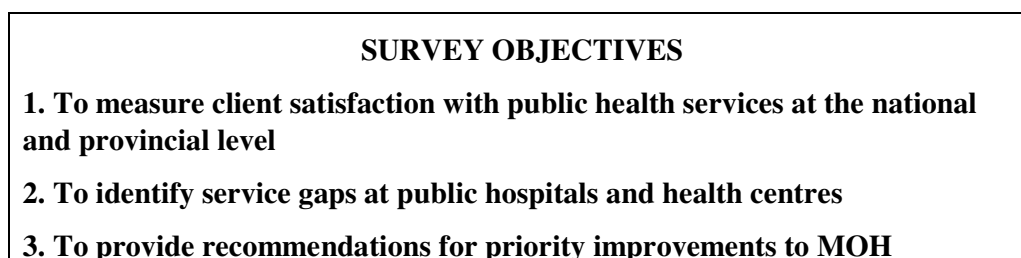 SURVEY OBJECTIVES
1. To measure client satisfaction with public health services at the national
and provincial level
2. To identify service gaps at public hospitals and health centres
3. To provide recommendations for priority improvements to MOH